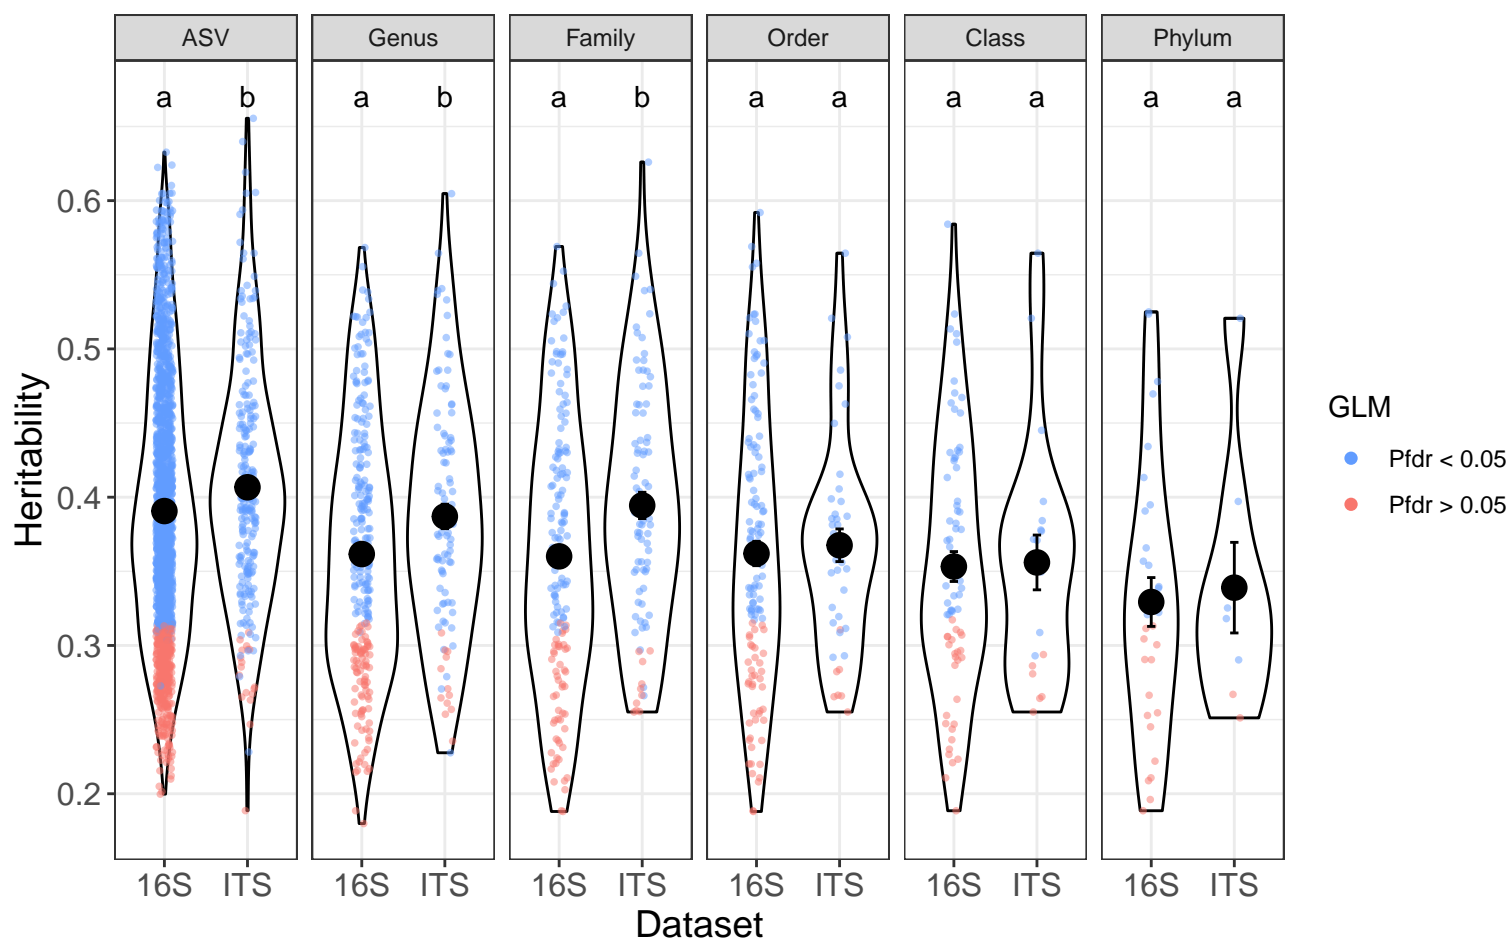 ASV Genus Family Order Class Phylum
a b a b a b a a a a a a
0.6
0.5
0.4
0.3
0.2
Heritability
16S ITS 16S ITS 16S ITS 16S ITS 16S ITS 16S ITS
Dataset
GLM
Pfdr < 0.05
Pfdr > 0.05